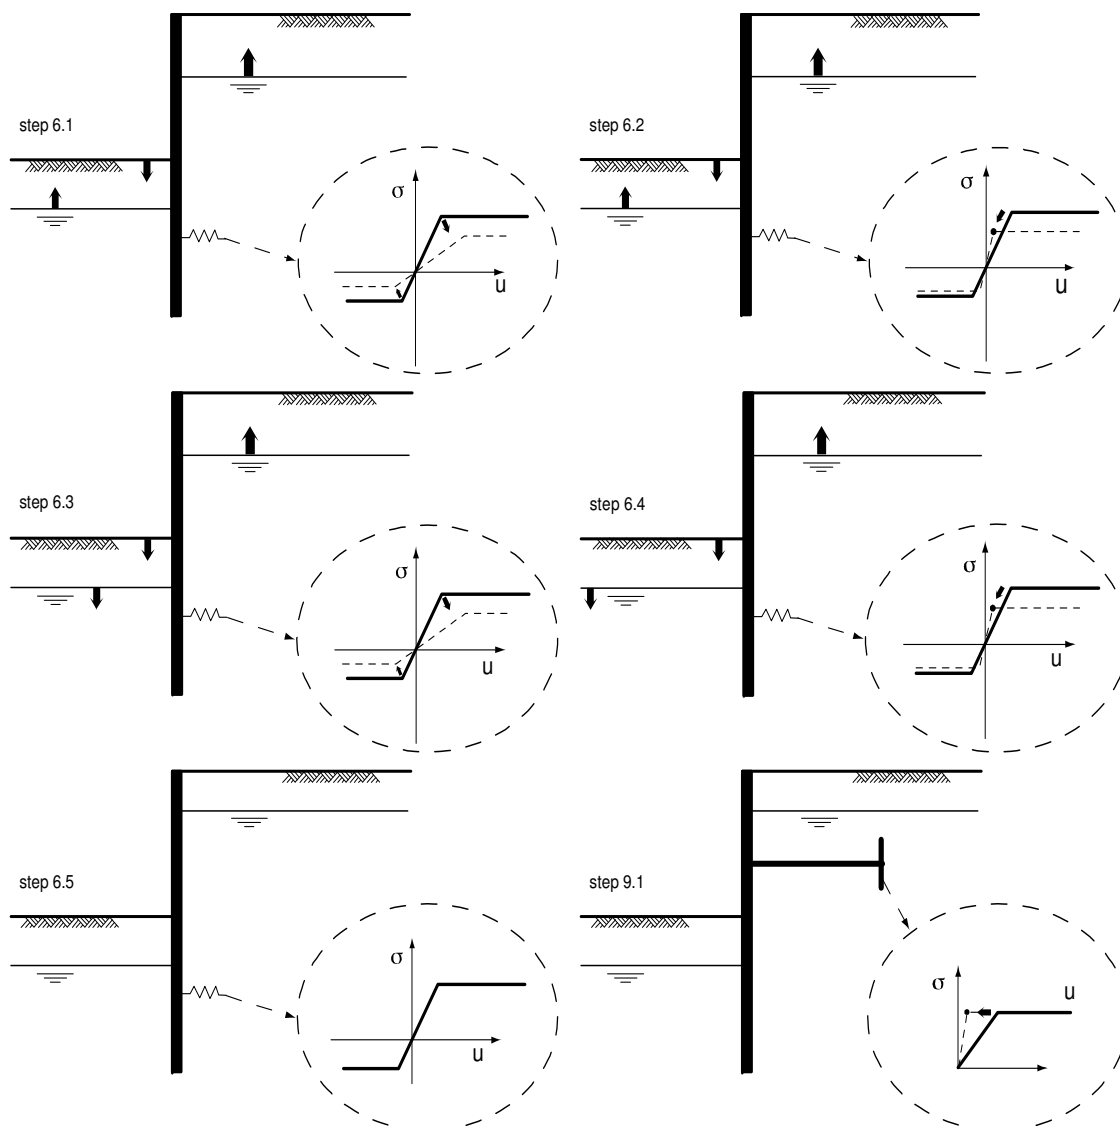 step 6.1
σ
u
step 6.2
σ
u
step 6.3
σ
u
step 6.4
σ
u
step 6.5
σ
u
step 9.1
σ
u